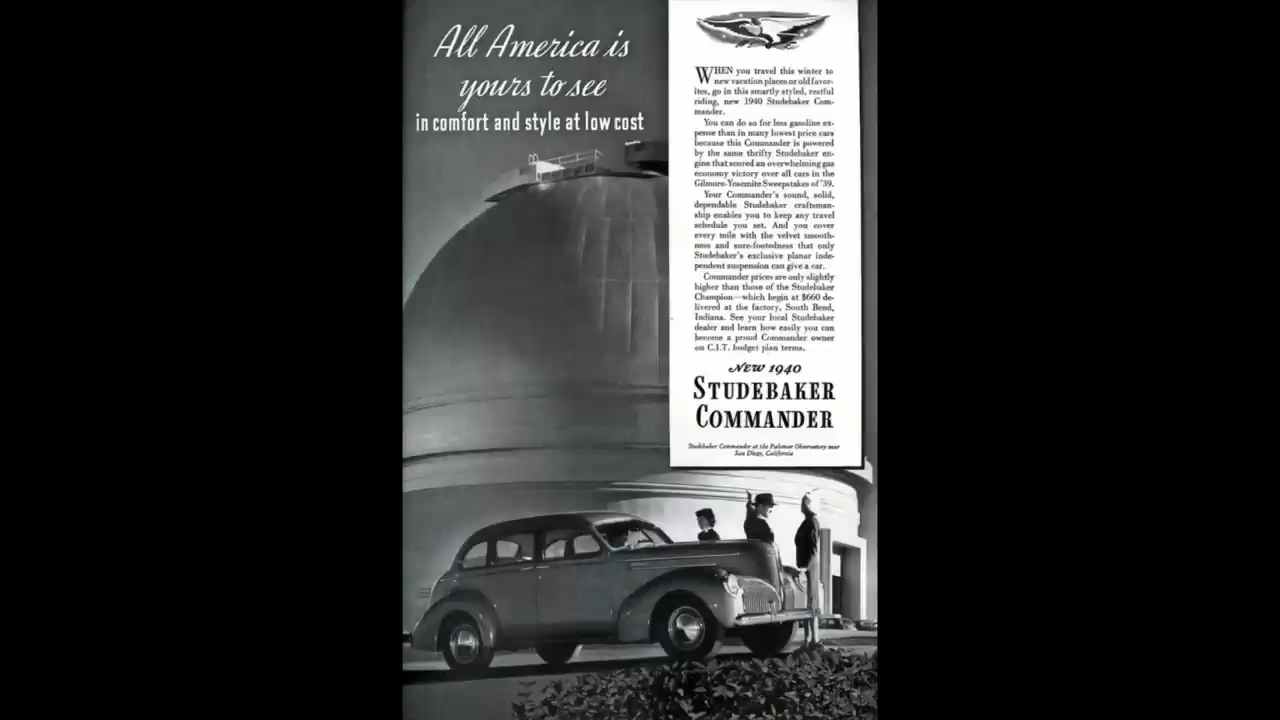 All America is
yours to see
in comfort and style at low cost
WHEN you travel this winter to
new vacation places or old favor-
ites, go in this smartly styled, restful
riding, new 1940 Studebaker Com-
mander.
You can do so for less gasoline ex-
pense than in many lowest price cars
because this Commander is powered
by the same thrifty Studebaker en-
gine that scored an overwhelming gas
economy victory over all cars in the
Gilmore-Yosemite Sweepstakes of '39.
Your Commander's sound, solid,
dependable Studebaker craftsman-
ship enables you to keep any travel
schedule you set. And you cover
every mile with the velvet smooth-
ness and sure-footedness that only
Studebaker's exclusive planar inde-
pendent suspension can give a car.
Commander prices are only slightly
higher than those of the Studebaker
Champion—which begin at $660 de-
livered at the factory, South Bend,
Indiana. See your local Studebaker
dealer and learn how easily you can
become a proud Commander owner
on C.I.T. budget plan terms.
NEW 1940
STUDEBAKER
COMMANDER
Studebaker Commander at the Palomar Observatory near
San Diego, California